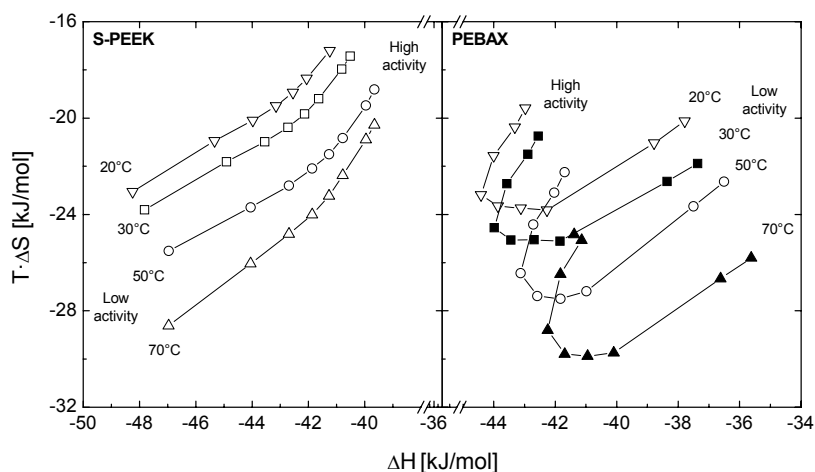 S-PEEK
PEBAX
High
activity
20°C
30°C
50°C
70°C
Low
activity
High
activity
Low
activity
20°C
30°C
50°C
70°C
-16
-20
-24
-28
-32
T·ΔS [kJ/mol]
-50 -48 -46 -44 -42 -40 -36 -44 -42 -40 -38 -36 -34
ΔH [kJ/mol]